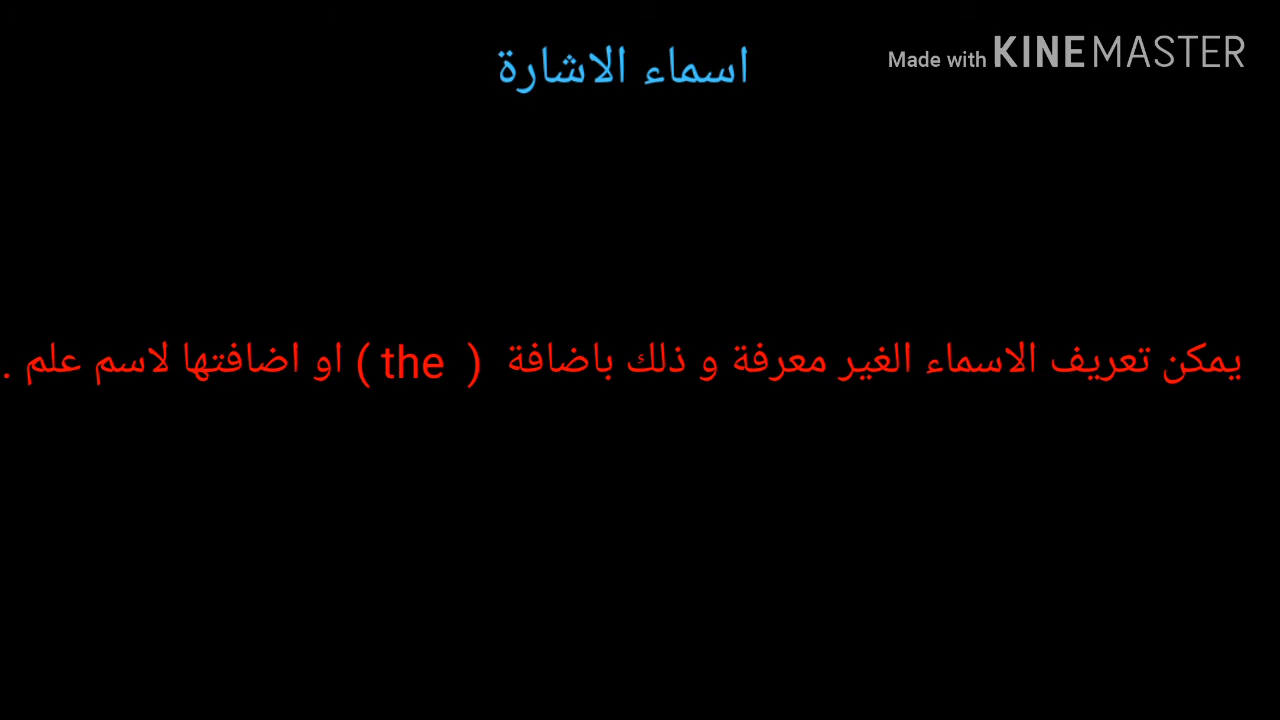 اسماء الاشارة
Made with KINEMASTER
يمكن تعريف الاسماء الغير معرفة و ذلك باضافة ( the ) او اضافتها لاسم علم .